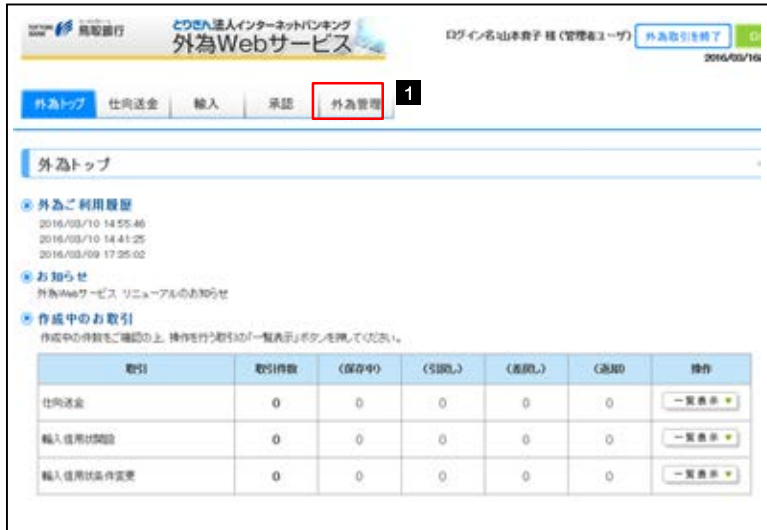 鳥取銀行
とりぎん法人インターネットバンキング
外為Webサービス
ログイン名:山本良子 様 (管理者ユーザ)
外為取引を終了
外為トップ
仕向送金
輸入
承認
外為管理
1
外為トップ
外為ご利用履歴
2016/03/10 14:55:46
2016/03/10 14:41:25
2016/03/09 17:35:02
お知らせ
外為Webサービス リニューアルのお知らせ
作成中のお取引
作成中の件数をご確認の上、操作を行う取引の「一覧表示」ボタンを押してください。
取引 取引件数 (保存中) (引戻し) (差戻し) (返却) 操作
仕向送金 0 0 0 0 0 一覧表示
輸入信用状開設 0 0 0 0 0 一覧表示
輸入信用状条件変更 0 0 0 0 0 一覧表示